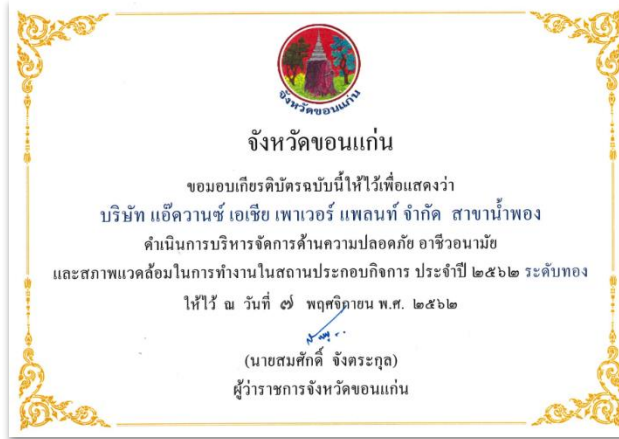 จังหวัดขอนแก่น
จังหวัดขอนแก่น
ขอมอบเกียรติบัตรฉบับนี้ให้ไว้เพื่อแสดงว่า
บริษัท แอ๊ดวานซ์ เอเชีย เพาเวอร์ แพลนท์ จำกัด สาขาน้ำพอง
ดำเนินการบริหารจัดการด้านความปลอดภัย อาชีวอนามัย
และสภาพแวดล้อมในการทำงานในสถานประกอบกิจการ ประจำปี ๒๕๖๒ ระดับทอง
ให้ไว้ ณ วันที่ ๗ พฤศจิกายน พ.ศ. ๒๕๖๒
(นายสมศักดิ์ จังตระกุล)
ผู้ว่าราชการจังหวัดขอนแก่น